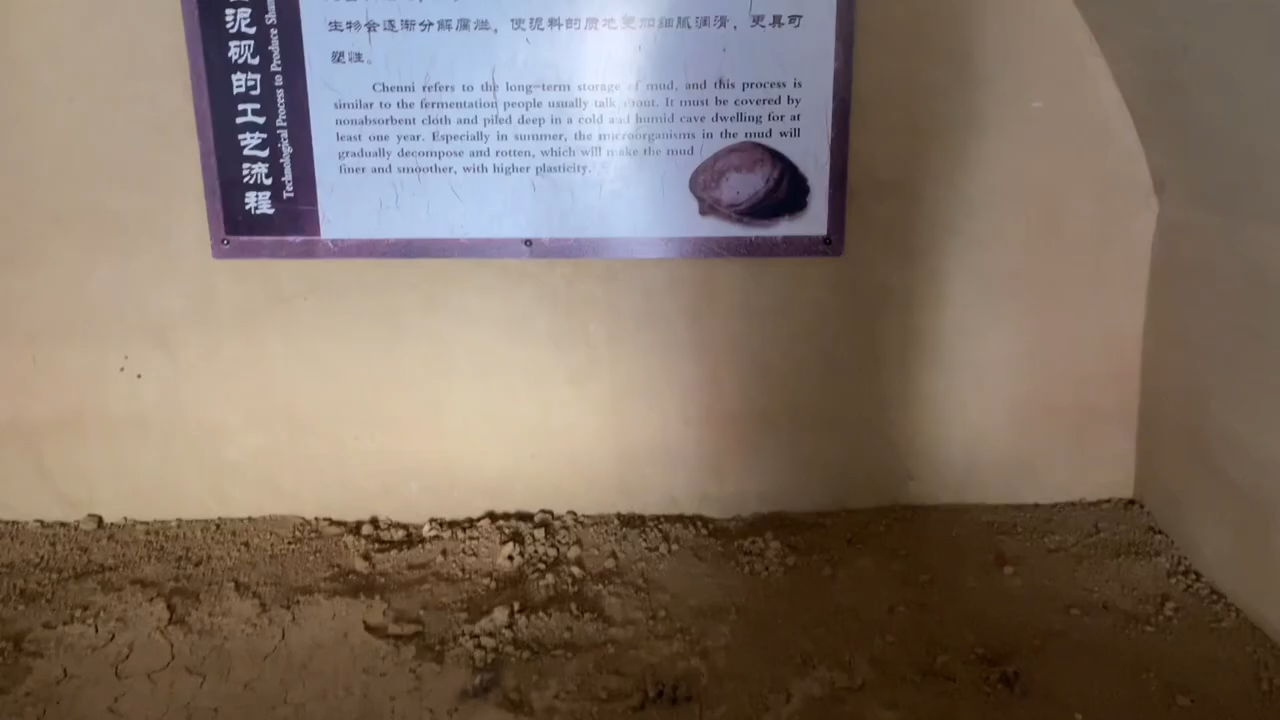 泥砚的工艺流程
Technological Process to Produce
生物会逐渐分解腐烂，使泥料的质地更加细腻润滑，更具可
塑性。
Chenni refers to the long-term storage of mud, and this process is
similar to the fermentation people usually talk about. It must be covered by
nonabsorbent cloth and piled deep in a cold and humid cave dwelling for at
least one year. Especially in summer, the microorganisms in the mud will
gradually decompose and rotten, which will make the mud
finer and smoother, with higher plasticity.